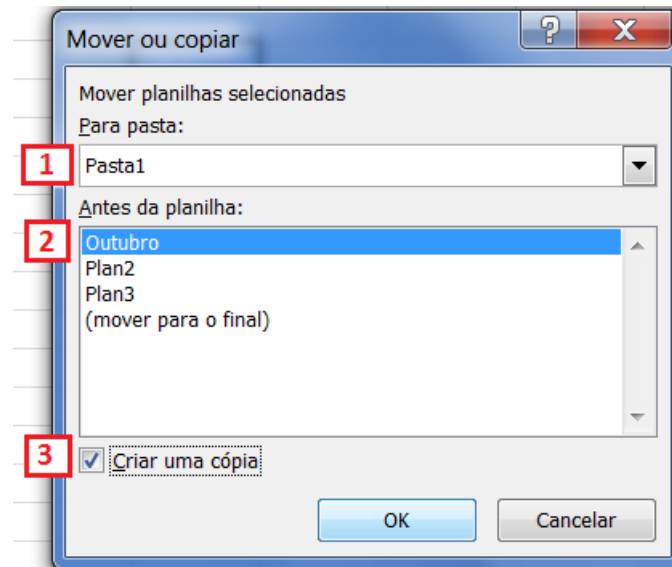 Mover ou copiar
?
X
Mover planilhas selecionadas
Para pasta:
1 Pasta1
Antes da planilha:
2 Outubro
Plan2
Plan3
(mover para o final)
3 Criar uma cópia
OK Cancelar